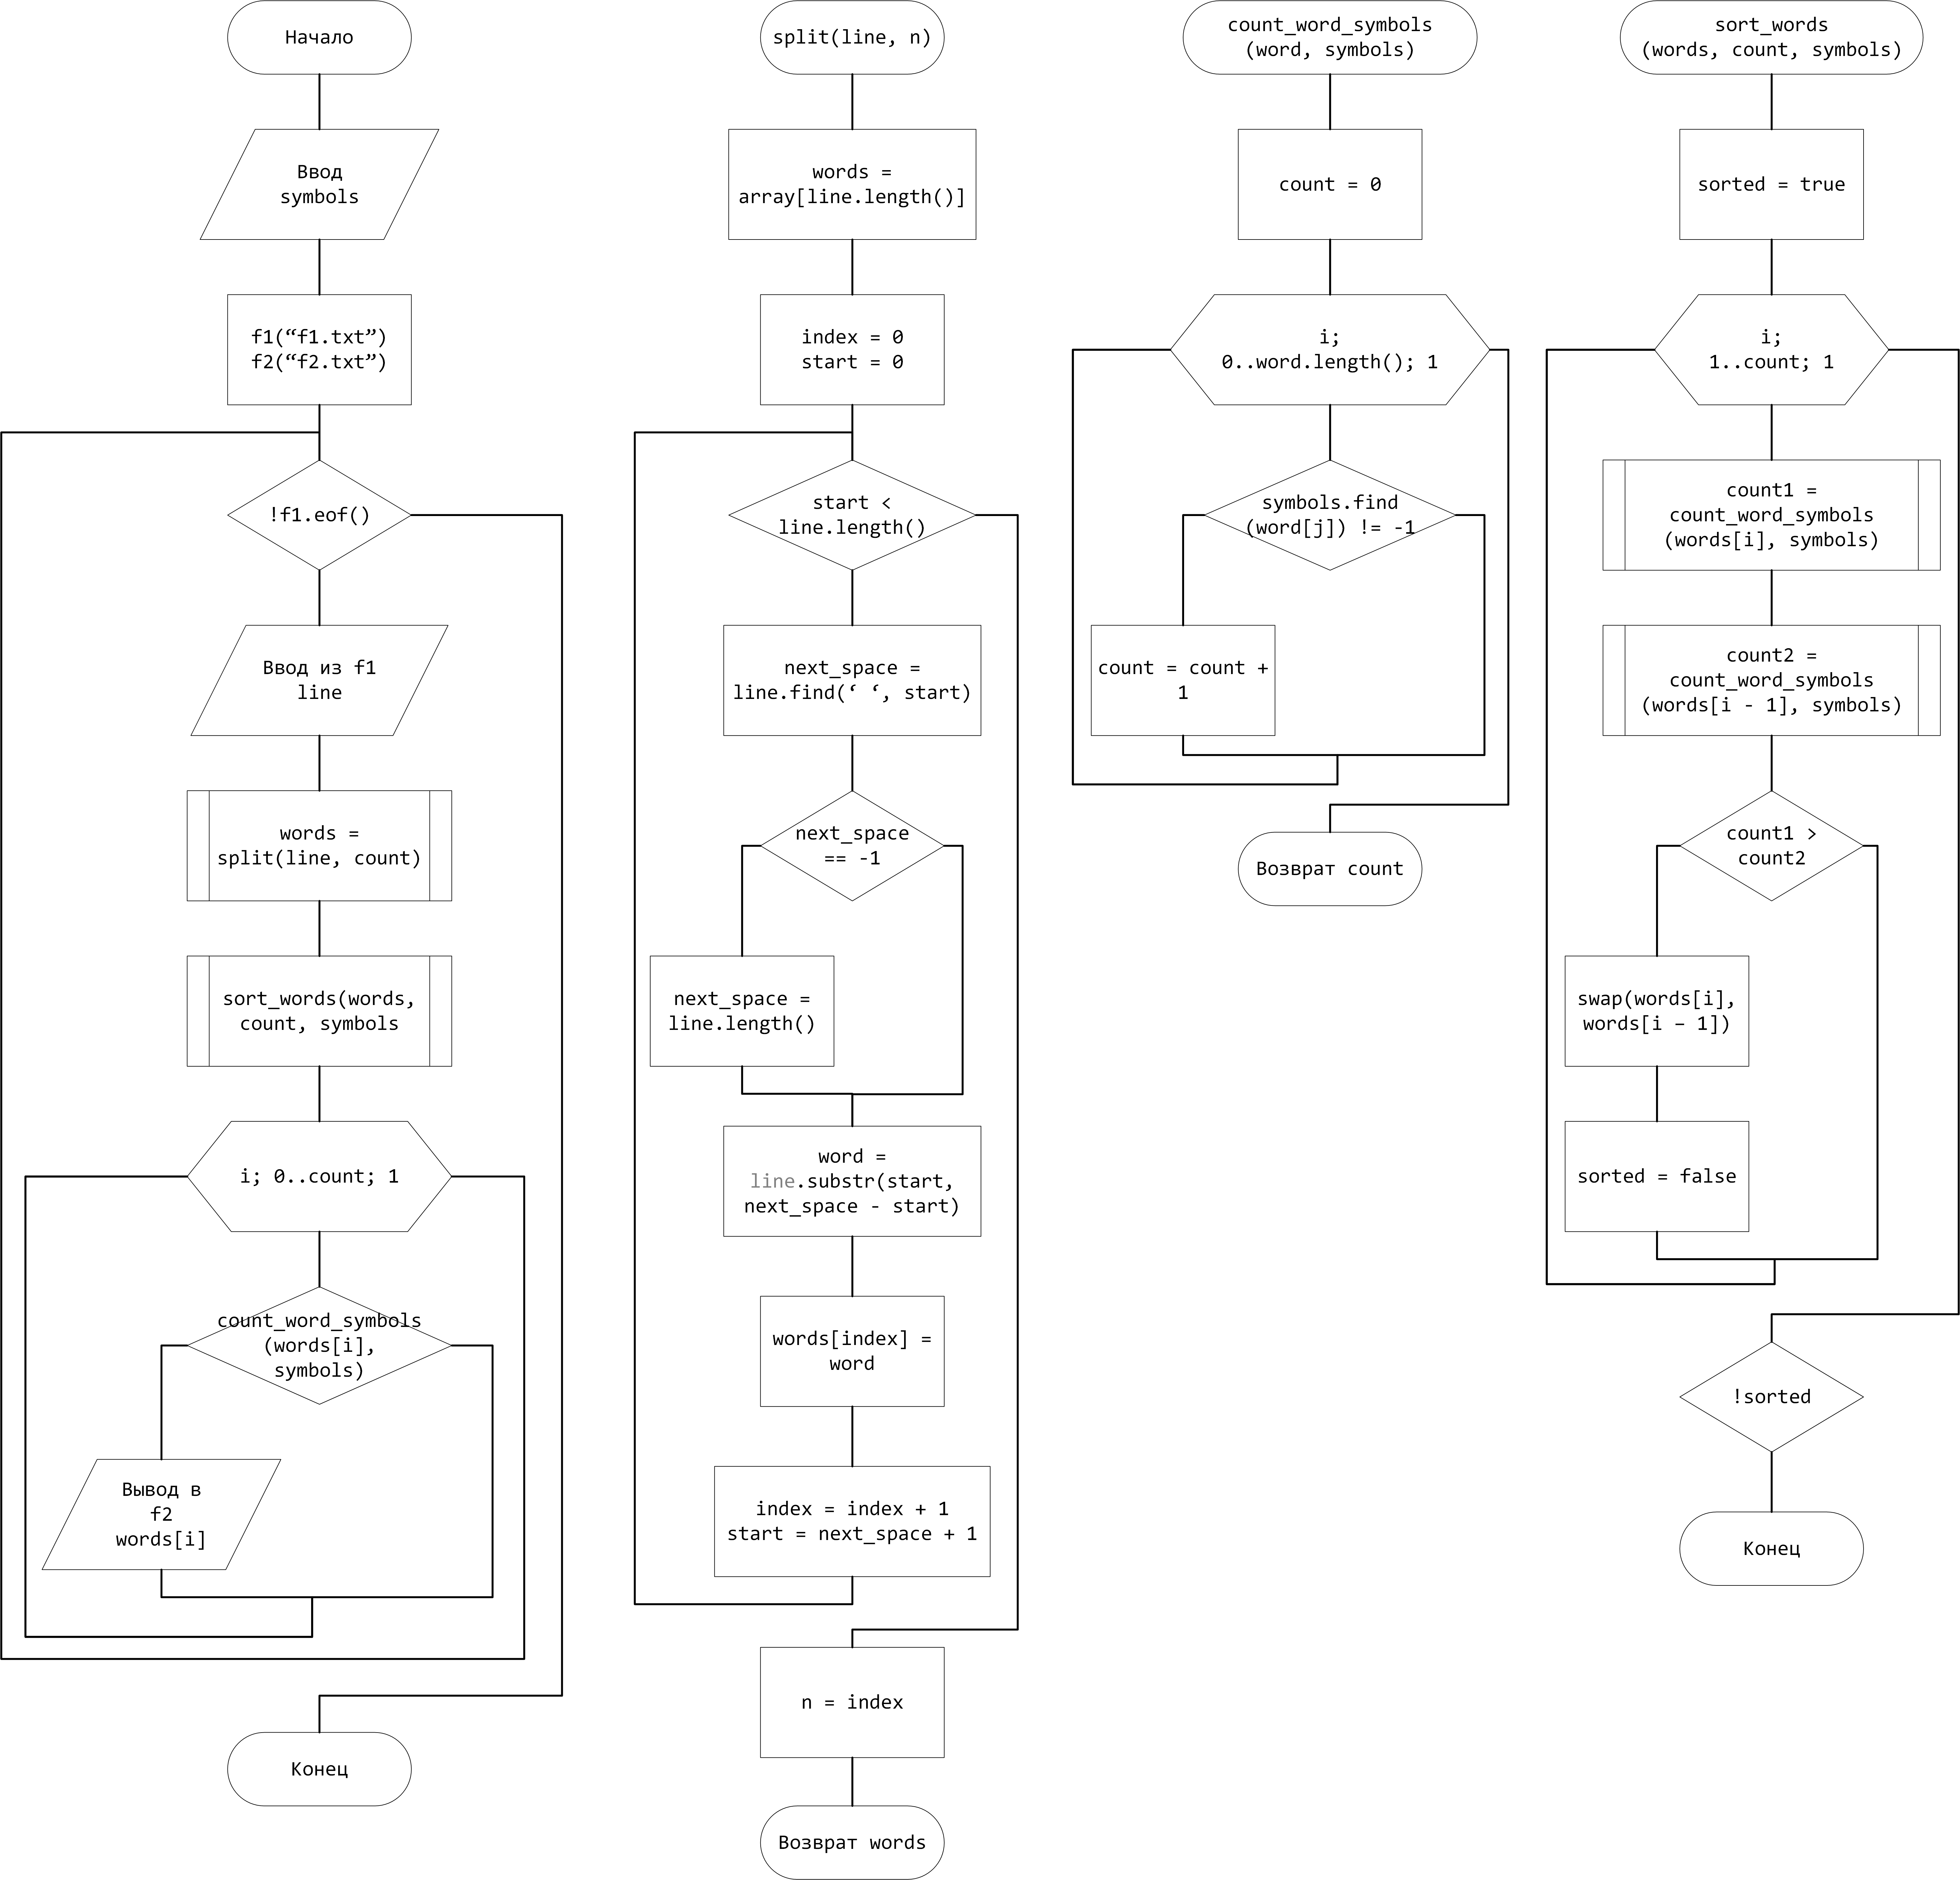 Начало
Ввод
symbols
f1(“f1.txt”)
f2(“f2.txt”)
!f1.eof()
Ввод из f1
line
words =
split(line, count)
sort_words(words,
count, symbols
i; 0..count; 1
count_word_symbols
(words[i],
symbols)
Вывод в
f2
words[i]
Конец
split(line, n)
words =
array[line.length()]
index = 0
start = 0
start <
line.length()
next_space =
line.find(‘ ‘, start)
next_space
== -1
next_space =
line.length()
word =
line.substr(start,
next_space - start)
words[index] =
word
index = index + 1
start = next_space + 1
n = index
Возврат words
count_word_symbols
(word, symbols)
count = 0
i;
0..word.length(); 1
symbols.find
(word[j]) != -1
count = count +
1
Возврат count
sort_words
(words, count, symbols)
sorted = true
i;
1..count; 1
count1 =
count_word_symbols
(words[i], symbols)
count2 =
count_word_symbols
(words[i - 1], symbols)
count1 >
count2
swap(words[i],
words[i – 1])
sorted = false
!sorted
Конец